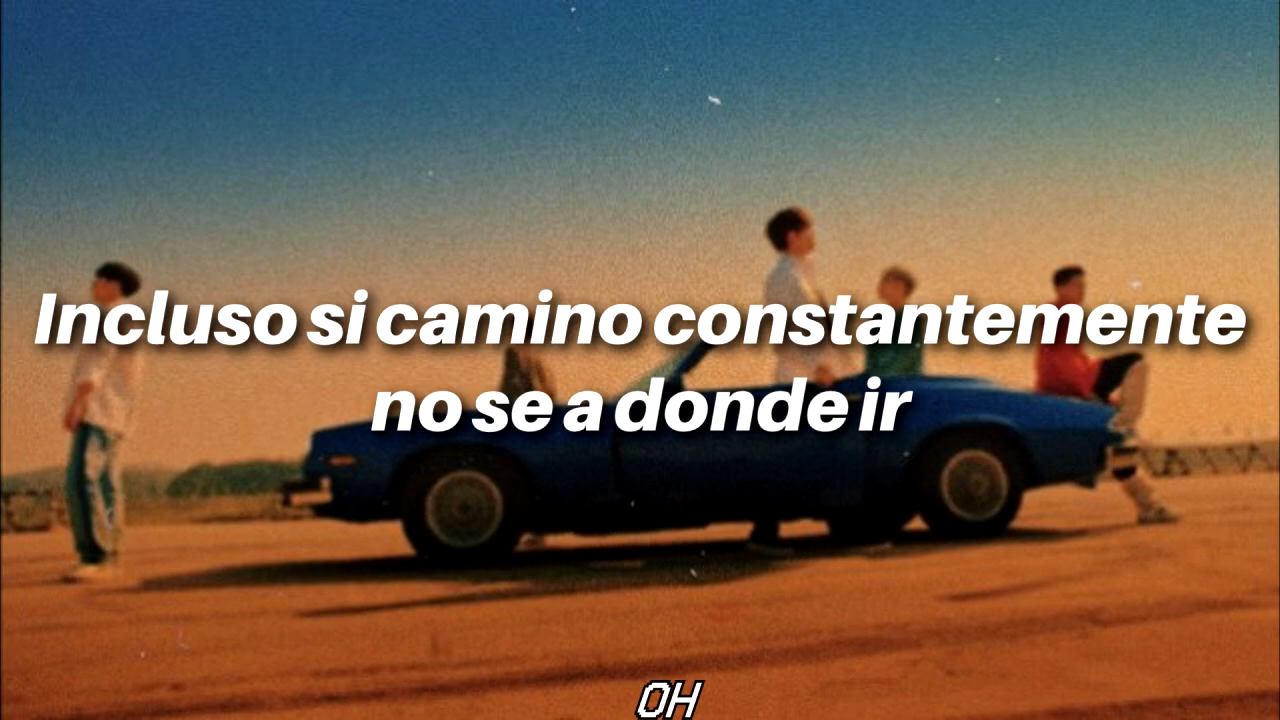 Incluso si camino constantemente
no se a donde ir
OH